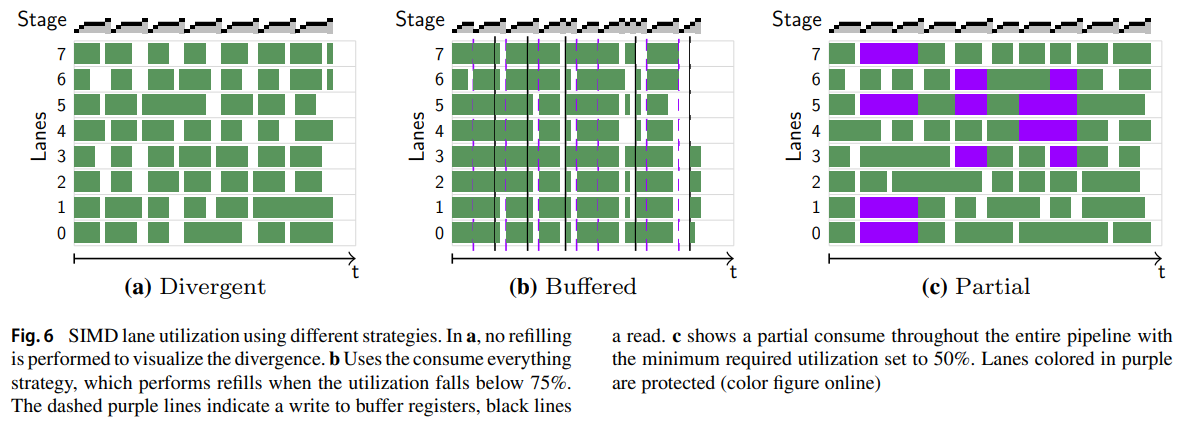 Stage
7
6
5
4
3
2
1
0
Lanes
t
(a) Divergent
Stage
7
6
5
4
3
2
1
0
Lanes
t
(b) Buffered
Stage
7
6
5
4
3
2
1
0
Lanes
t
(c) Partial
Fig. 6 SIMD lane utilization using different strategies. In a, no refilling
is performed to visualize the divergence. b Uses the consume everything
strategy, which performs refills when the utilization falls below 75%.
The dashed purple lines indicate a write to buffer registers, black lines
a read. c shows a partial consume throughout the entire pipeline with
the minimum required utilization set to 50%. Lanes colored in purple
are protected (color figure online)